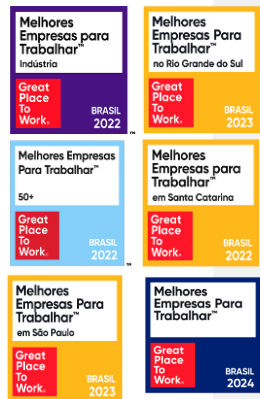 Melhores
Empresas para
Trabalhar™
Indústria
Great
Place
To
Work®
BRASIL
2022
™
Melhores
Empresas Para
Trabalhar™
no Rio Grande do Sul
Great
Place
To
Work®
BRASIL
2023
Melhores Empresas
Para Trabalhar™
50+
Great
Place
To
Work®
BRASIL
2022
™
Melhores
Empresas para
Trabalhar™
em Santa Catarina
Great
Place
To
Work®
BRASIL
2022
Melhores
Empresas Para
Trabalhar™
em São Paulo
Great
Place
To
Work®
BRASIL
2023
Melhores
Empresas Para
Trabalhar™
Great
Place
To
Work®
BRASIL
2024